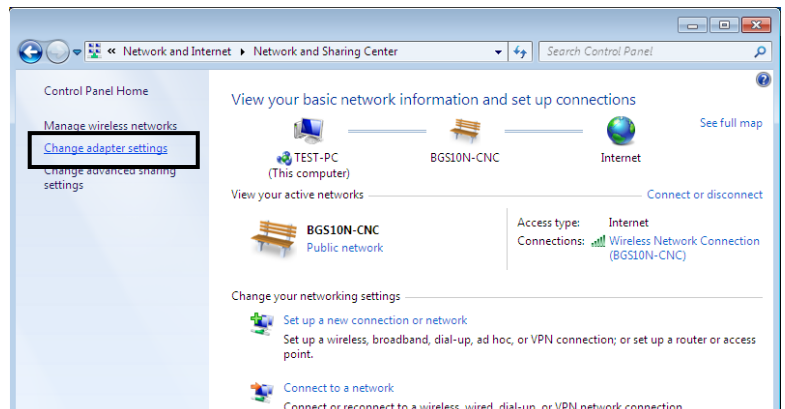 « Network and Internet ▸ Network and Sharing Center
Search Control Panel
Control Panel Home
Manage wireless networks
Change adapter settings
Change advanced sharing
settings
View your basic network information and set up connections
See full map
TEST-PC
(This computer)
BGS10N-CNC
Internet
View your active networks
Connect or disconnect
BGS10N-CNC
Public network
Access type: Internet
Connections: Wireless Network Connection
(BGS10N-CNC)
Change your networking settings
Set up a new connection or network
Set up a wireless, broadband, dial-up, ad hoc, or VPN connection; or set up a router or access
point.
Connect to a network
Connect or reconnect to a wireless, wired, dial-up, or VPN network connection.